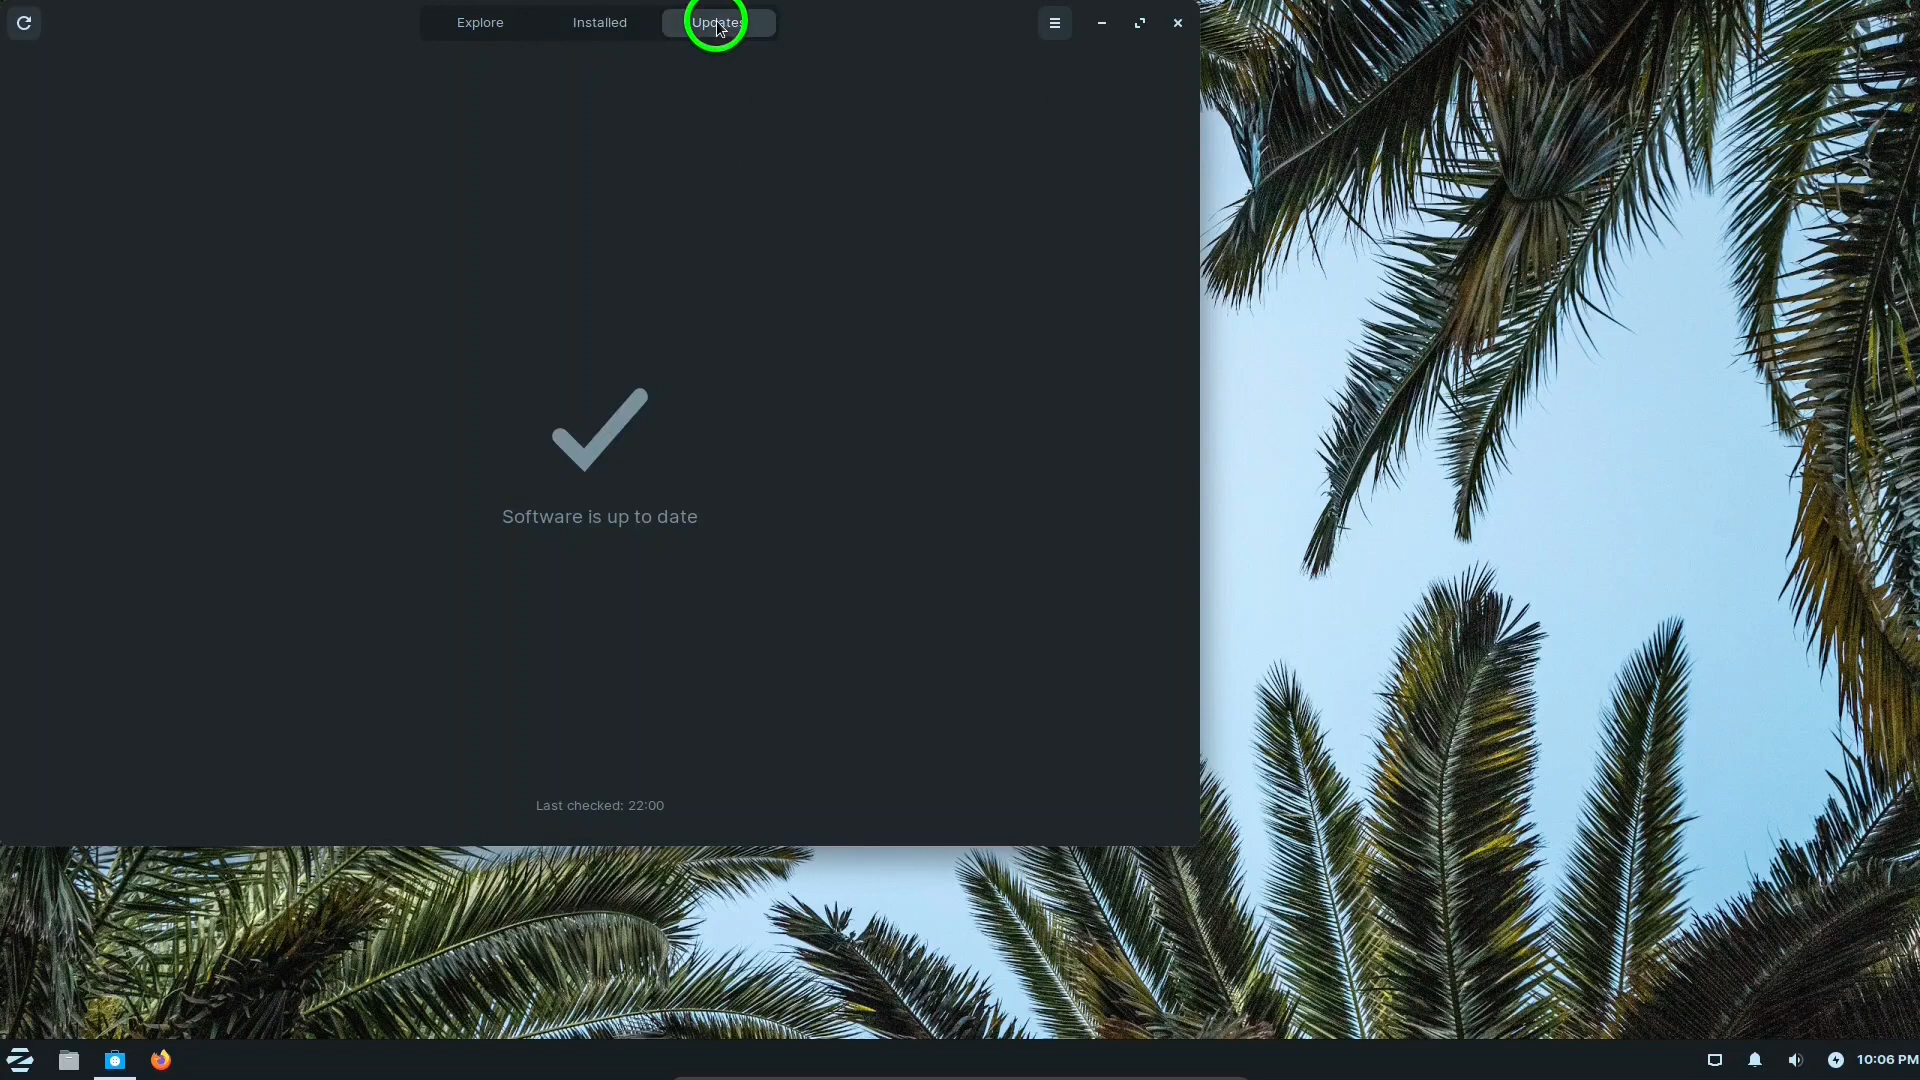 Explore
Installed
Updates
Software is up to date
Last checked: 22:00
10:06 PM